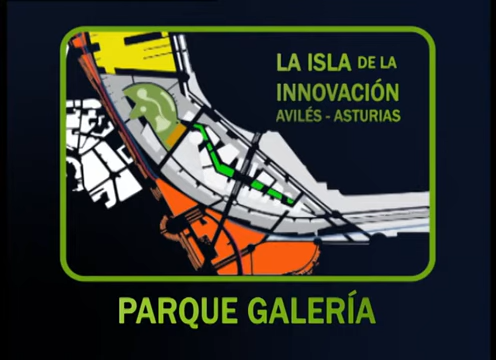 LA ISLA DE LA
INNOVACIÓN
AVILÉS - ASTURIAS
PARQUE GALERÍA